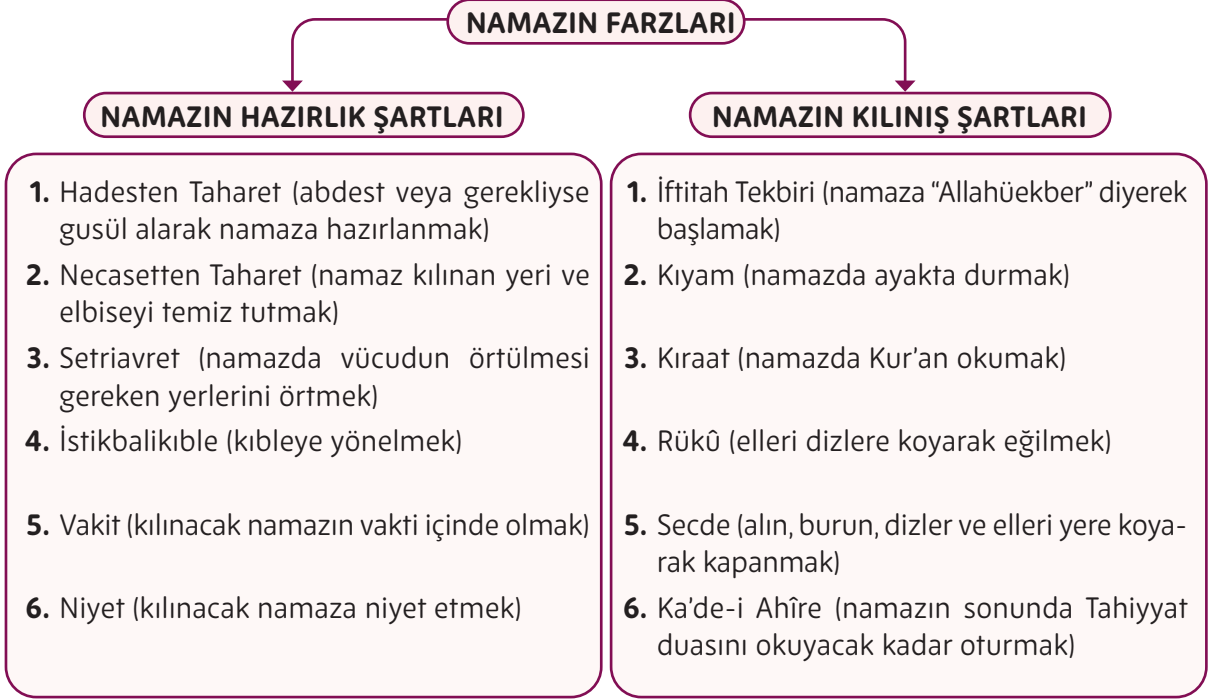 NAMAZIN FARZLARI
NAMAZIN HAZIRLIK ŞARTLARI
1. Hadesten Taharet (abdest veya gerekliyse
gusül alarak namaza hazırlanmak)
2. Necasetten Taharet (namaz kılınan yeri ve
elbiseyi temiz tutmak)
3. Setriavret (namazda vücudun örtülmesi
gereken yerlerini örtmek)
4. İstikbalikıble (kıbleye yönelmek)
5. Vakit (kılınacak namazın vakti içinde olmak)
6. Niyet (kılınacak namaza niyet etmek)
NAMAZIN KILINIŞ ŞARTLARI
1. İftitah Tekbiri (namaza “Allahüekber” diyerek
başlamak)
2. Kıyam (namazda ayakta durmak)
3. Kıraat (namazda Kur’an okumak)
4. Rükû (elleri dizlere koyarak eğilmek)
5. Secde (alın, burun, dizler ve elleri yere koya-
rak kapanmak)
6. Ka’de-i Ahîre (namazın sonunda Tahiyyat
duasını okuyacak kadar oturmak)